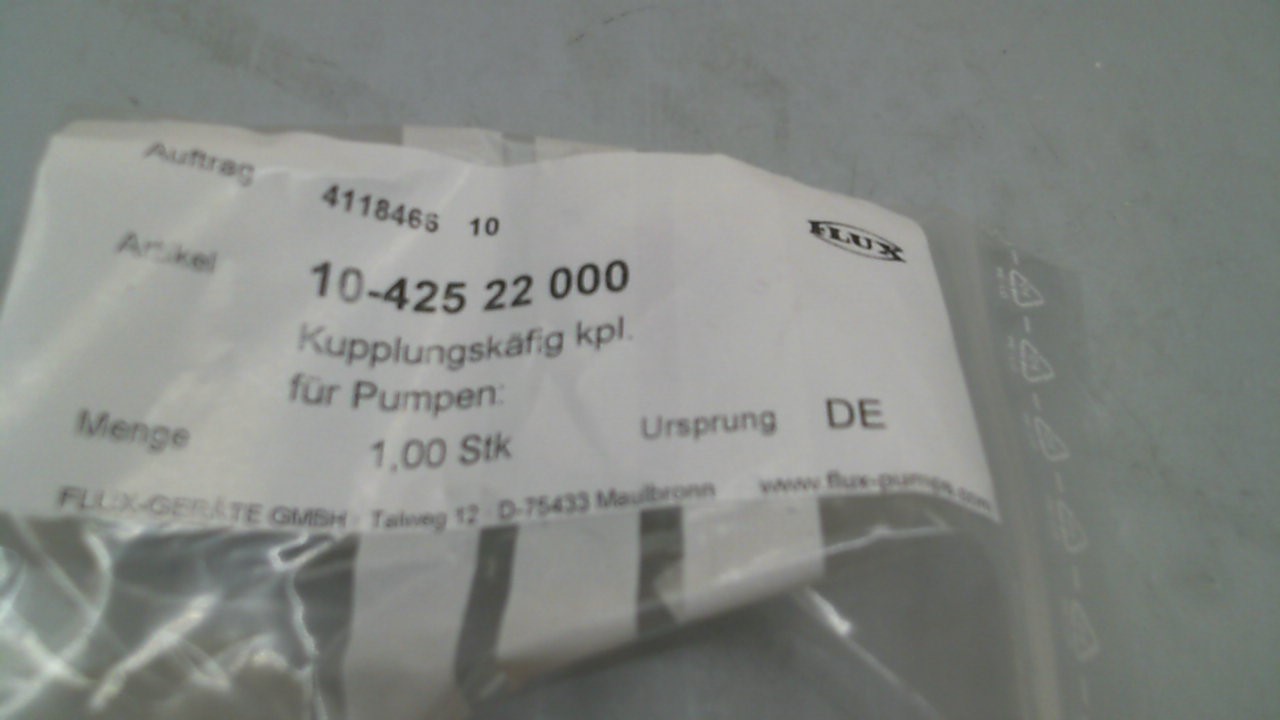 Auftrag 4118466 10
FLUX
Artikel 10-425 22 000
Kupplungskäfig kpl.
für Pumpen:
Menge 1,00 Stk Ursprung DE
FLUX-GERÄTE GMBH · Talweg 12 · D-75433 Maulbronn www.flux-pumps.com